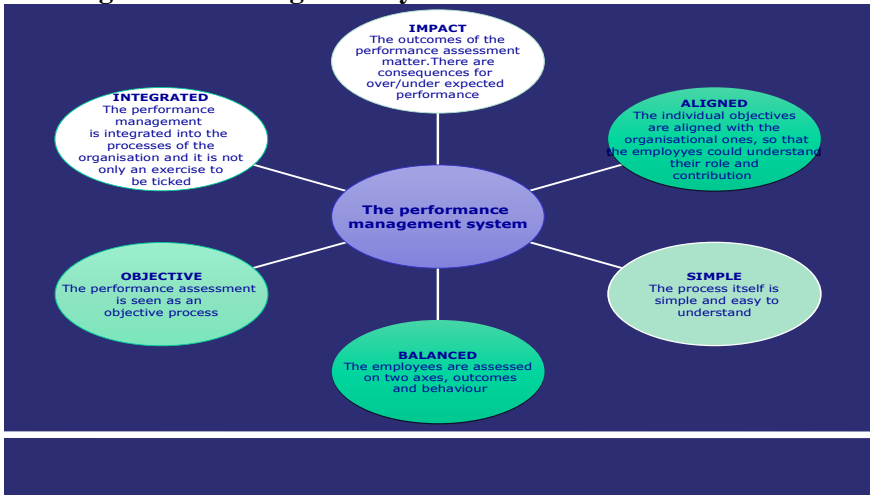 IMPACT
The outcomes of the
performance assessment
matter.There are
consequences for
over/under expected
performance
INTEGRATED
The performance
management
is integrated into the
processes of the
organisation and it is not
only an exercise to
be ticked
ALIGNED
The individual objectives
are aligned with the
organisational ones, so that
the employyes could understand
their role and
contribution
The performance
management system
OBJECTIVE
The performance assessment
is seen as an
objective process
SIMPLE
The process itself is
simple and easy to
understand
BALANCED
The employees are assessed
on two axes, outcomes
and behaviour